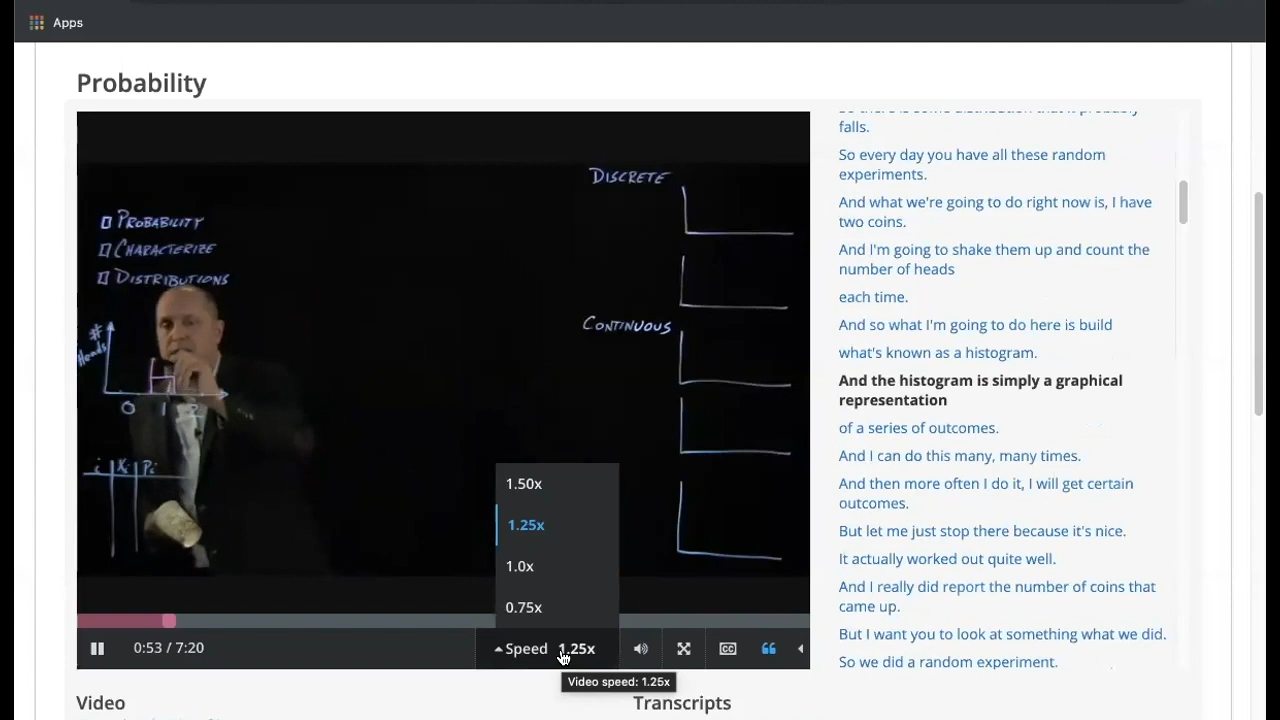 Apps
Probability
DISCRETE
PROBABILITY
CHARACTERIZE
DISTRIBUTIONS
CONTINUOUS
#
Heads
0 1 2
i Xi Pi
1.50x
1.25x
1.0x
0.75x
0:53 / 7:20
Speed 1.25x
CC
Video speed: 1.25x
falls.
So every day you have all these random
experiments.
And what we're going to do right now is, I have
two coins.
And I'm going to shake them up and count the
number of heads
each time.
And so what I'm going to do here is build
what's known as a histogram.
And the histogram is simply a graphical
representation
of a series of outcomes.
And I can do this many, many times.
And then more often I do it, I will get certain
outcomes.
But let me just stop there because it's nice.
It actually worked out quite well.
And I really did report the number of coins that
came up.
But I want you to look at something what we did.
So we did a random experiment.
Video
Transcripts